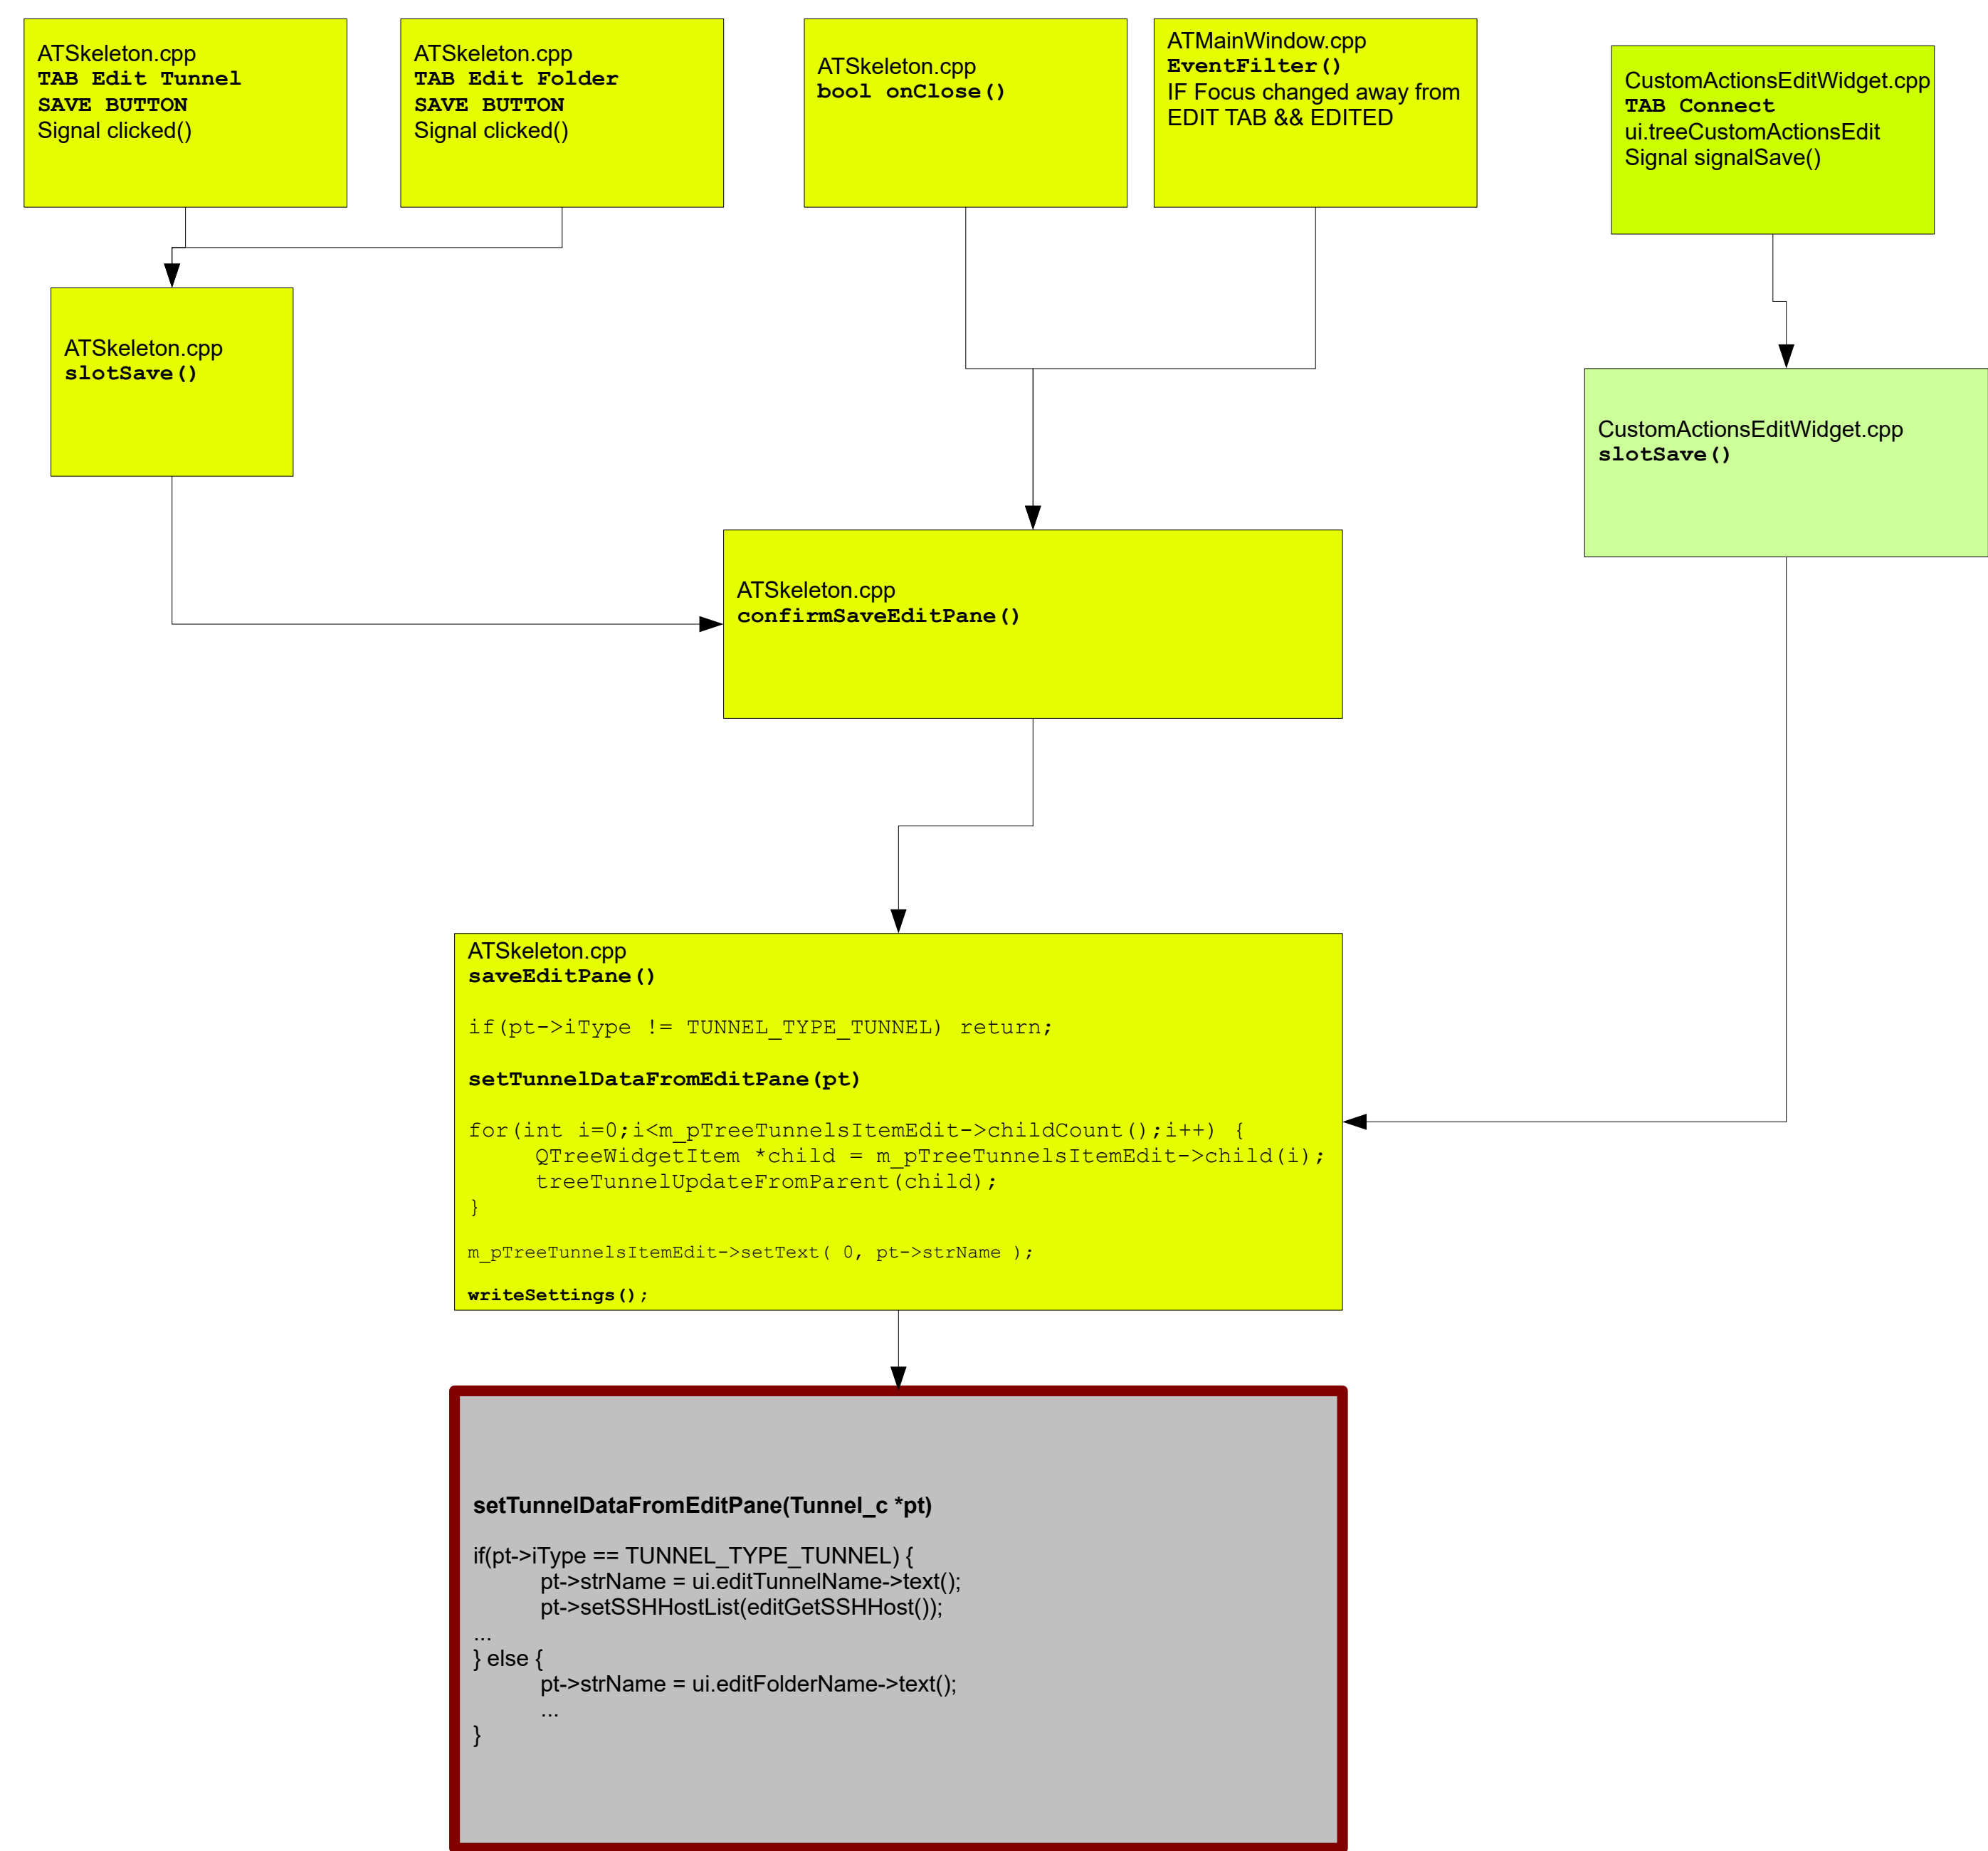 ATSkeleton.cpp
TAB Edit Tunnel
SAVE BUTTON
Signal clicked()
ATSkeleton.cpp
TAB Edit Folder
SAVE BUTTON
Signal clicked()
ATSkeleton.cpp
bool onClose()
ATMainWindow.cpp
EventFilter()
IF Focus changed away from
EDIT TAB && EDITED
CustomActionsEditWidget.cpp
TAB Connect
ui.treeCustomActionsEdit
Signal signalSave()
ATSkeleton.cpp
slotSave()
CustomActionsEditWidget.cpp
slotSave()
ATSkeleton.cpp
confirmSaveEditPane()
ATSkeleton.cpp
saveEditPane()
if(pt->iType != TUNNEL_TYPE_TUNNEL) return;
setTunnelDataFromEditPane(pt)
for(int i=0;i<m_pTreeTunnelsItemEdit->childCount();i++) {
QTreeWidgetItem *child = m_pTreeTunnelsItemEdit->child(i);
treeTunnelUpdateFromParent(child);
}
m_pTreeTunnelsItemEdit->setText( 0, pt->strName );
writeSettings();
setTunnelDataFromEditPane(Tunnel_c *pt)
if(pt->iType == TUNNEL_TYPE_TUNNEL) {
pt->strName = ui.editTunnelName->text();
pt->setSSHHostList(editGetSSHHost());
...
} else {
pt->strName = ui.editFolderName->text();
...
}